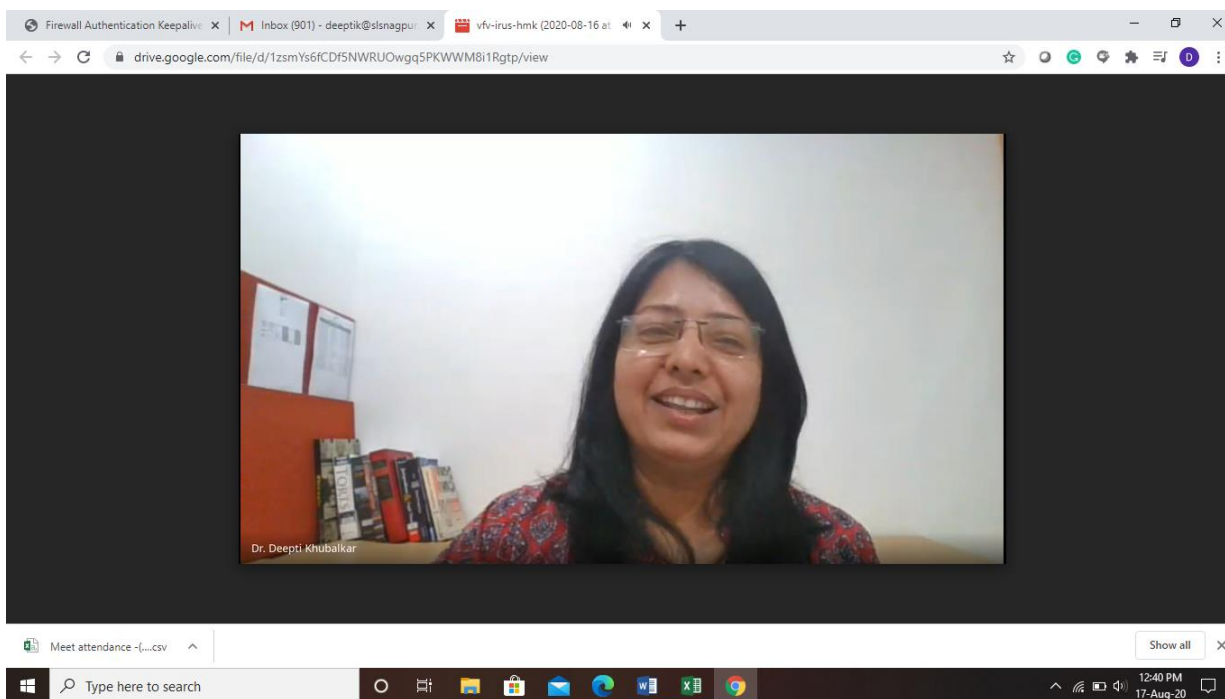 Firewall Authentication Keepalive
Inbox (901) - deeptik@slsnagpur
vfv-irus-hmk (2020-08-16 at
drive.google.com/file/d/1zsmYs6fCDf5NWRUOwgq5PKWWM8i1Rgtp/view
D
TORTS
Dr. Deepti Khubalkar
Meet attendance -(....csv
Show all
Type here to search
12:40 PM
17-Aug-20